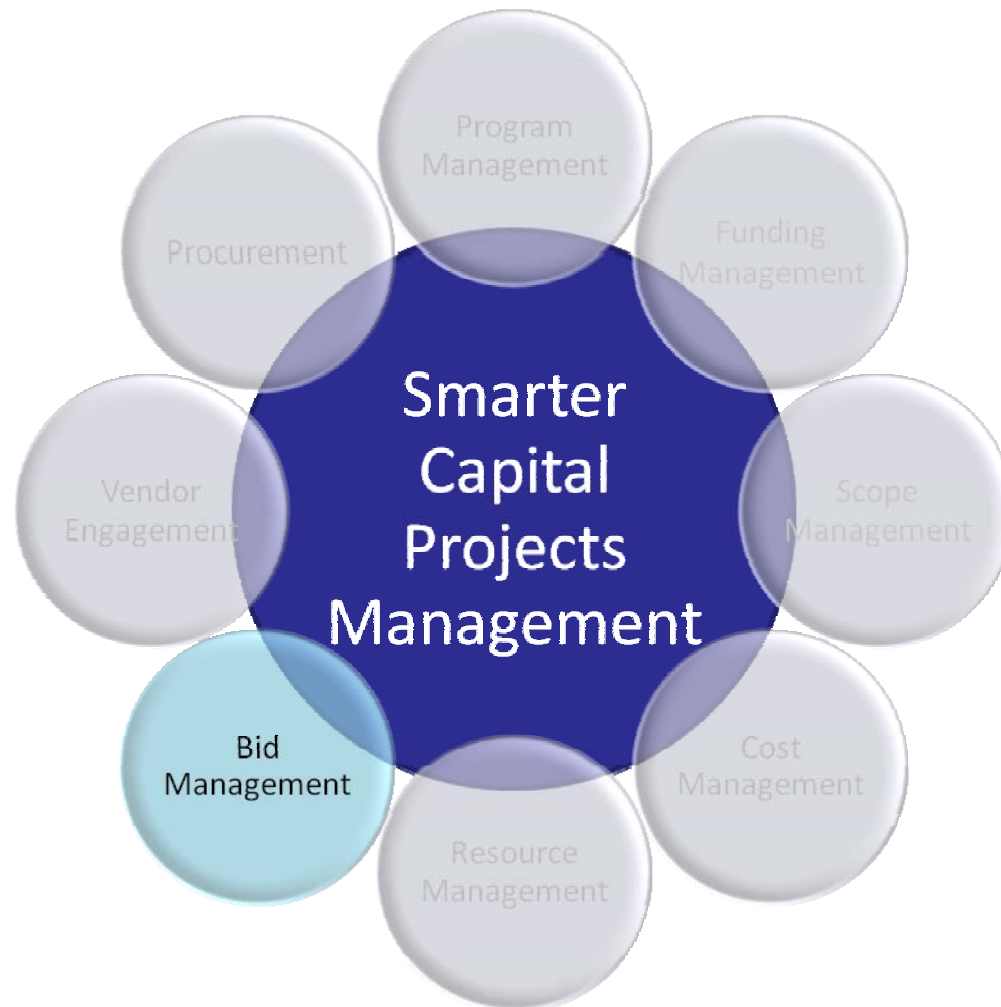 Program
Management
Funding
Management
Scope
Management
Cost
Management
Resource
Management
Bid
Management
Vendor
Engagement
Procurement
Smarter
Capital
Projects
Management